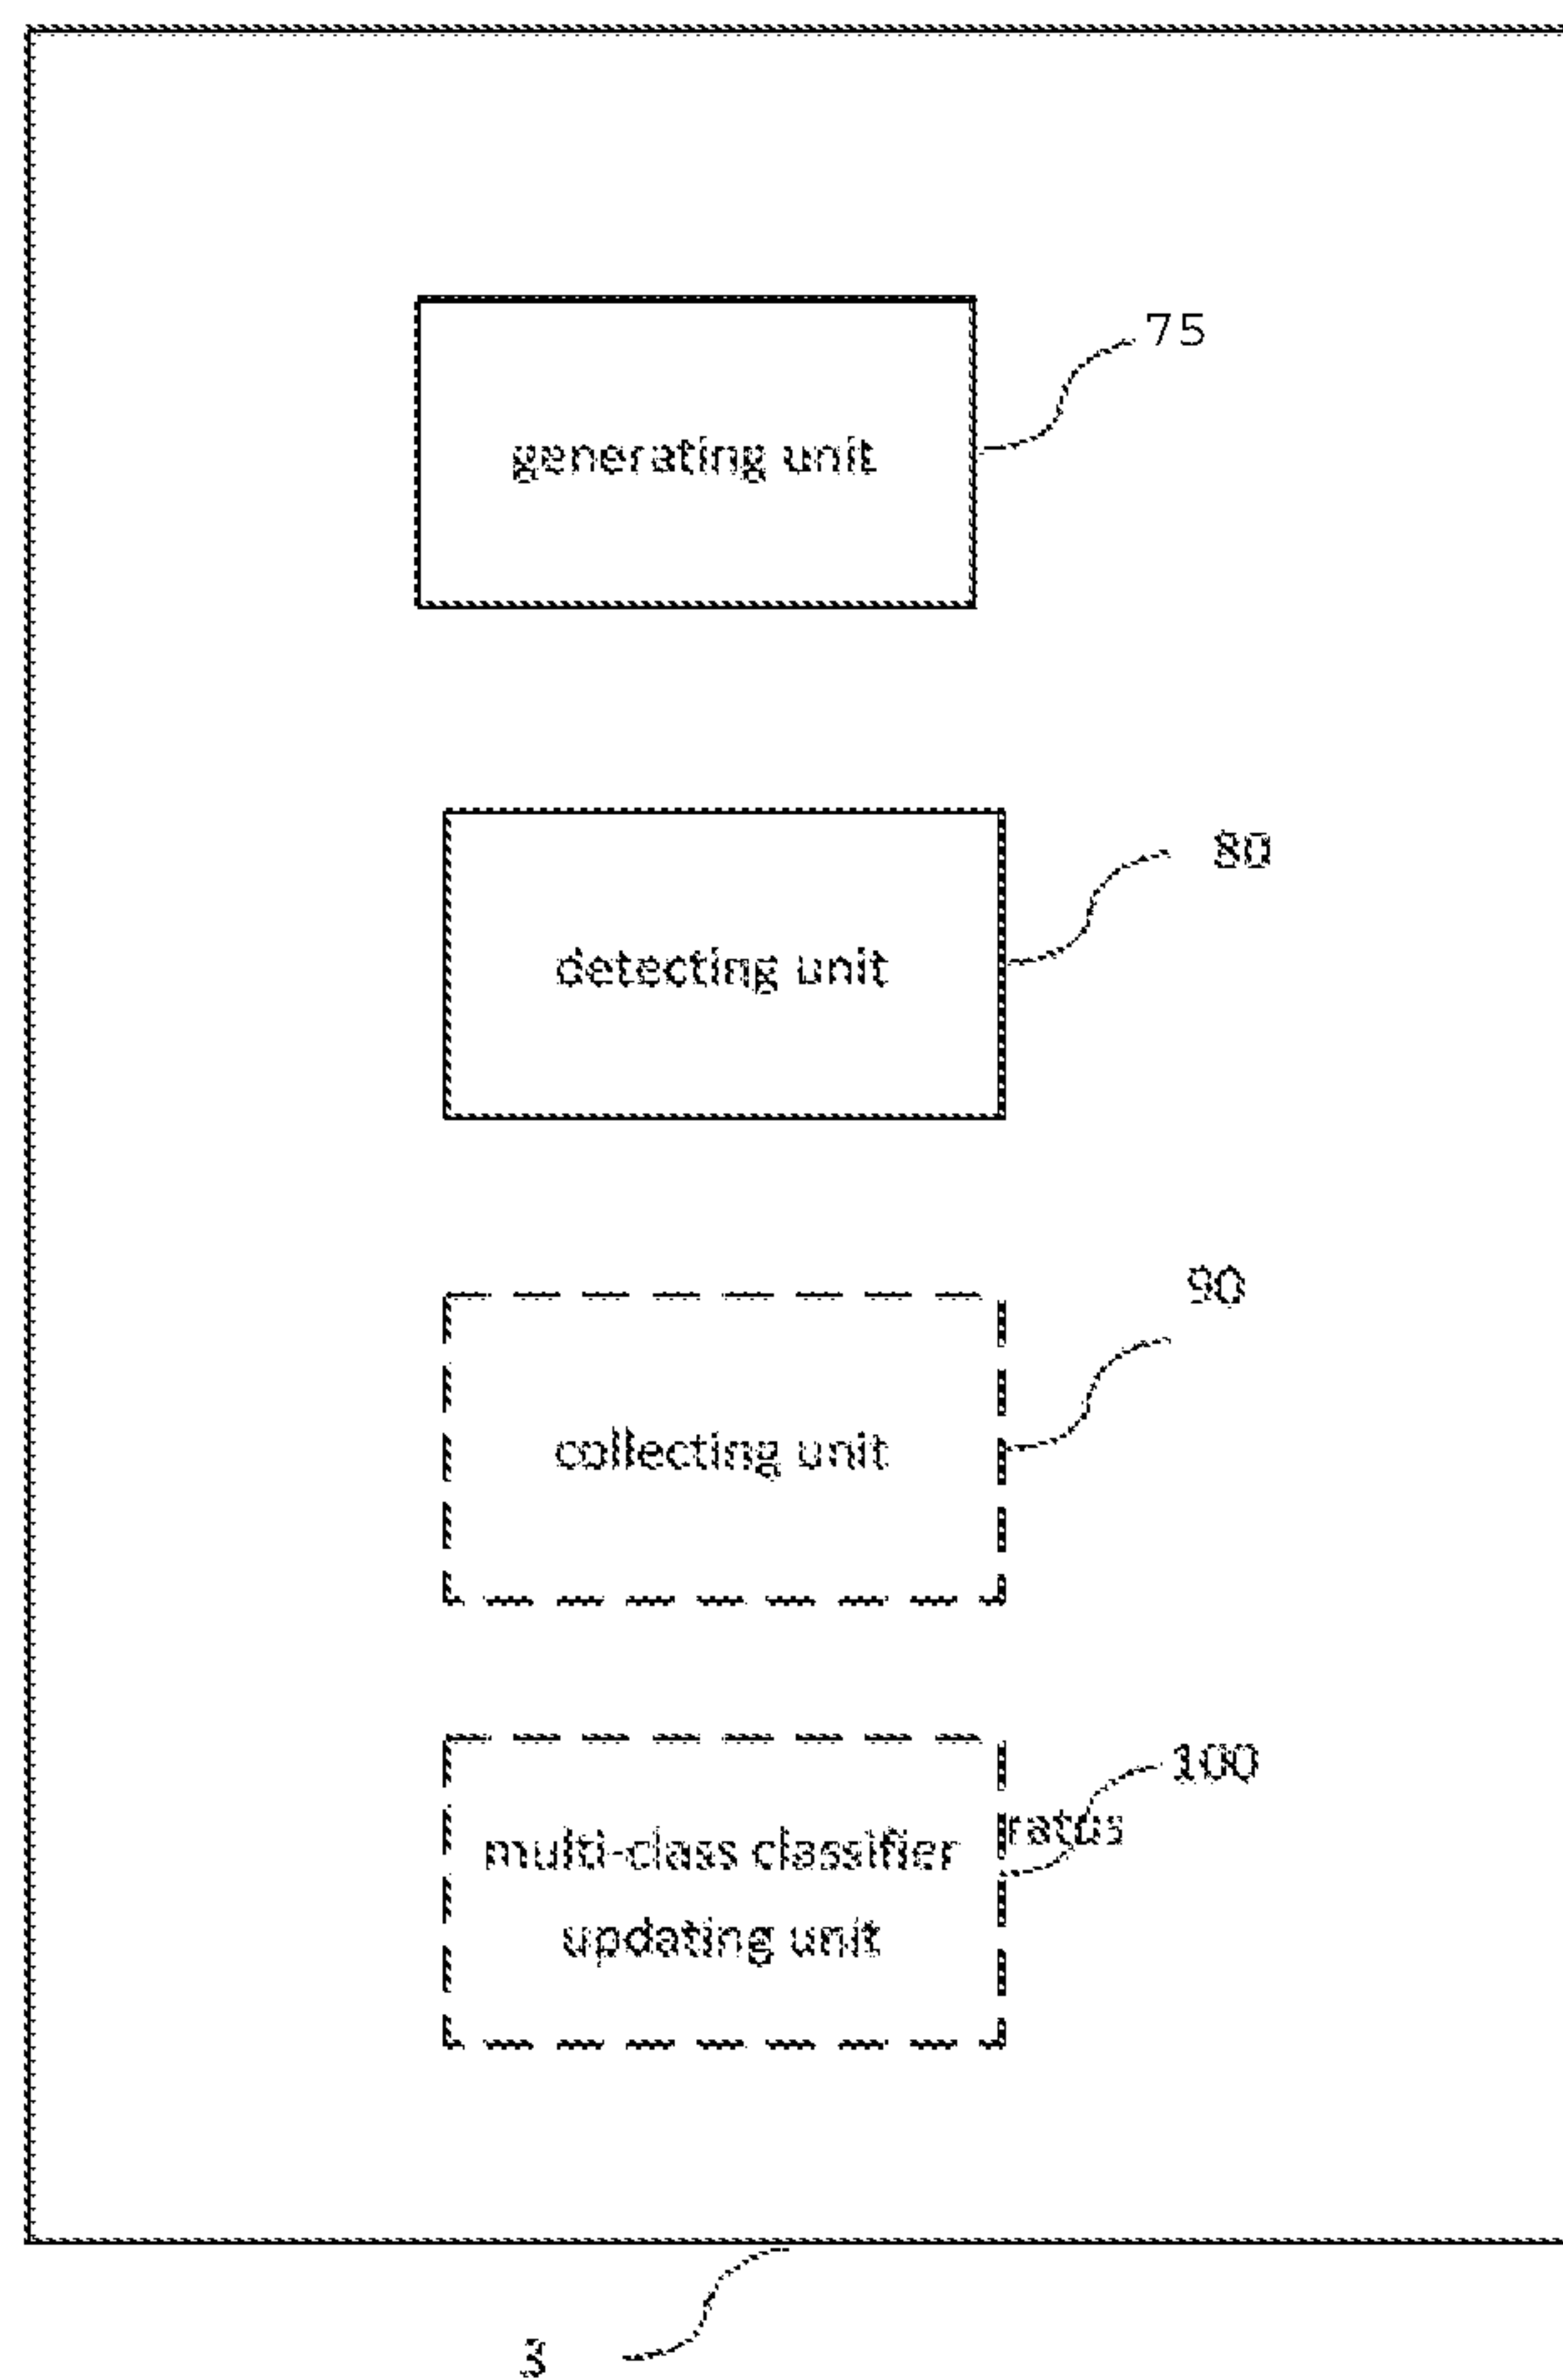 75
generating unit
80
detecting unit
90
collecting unit
100
ratus
multi-class classifier
updating unit
3